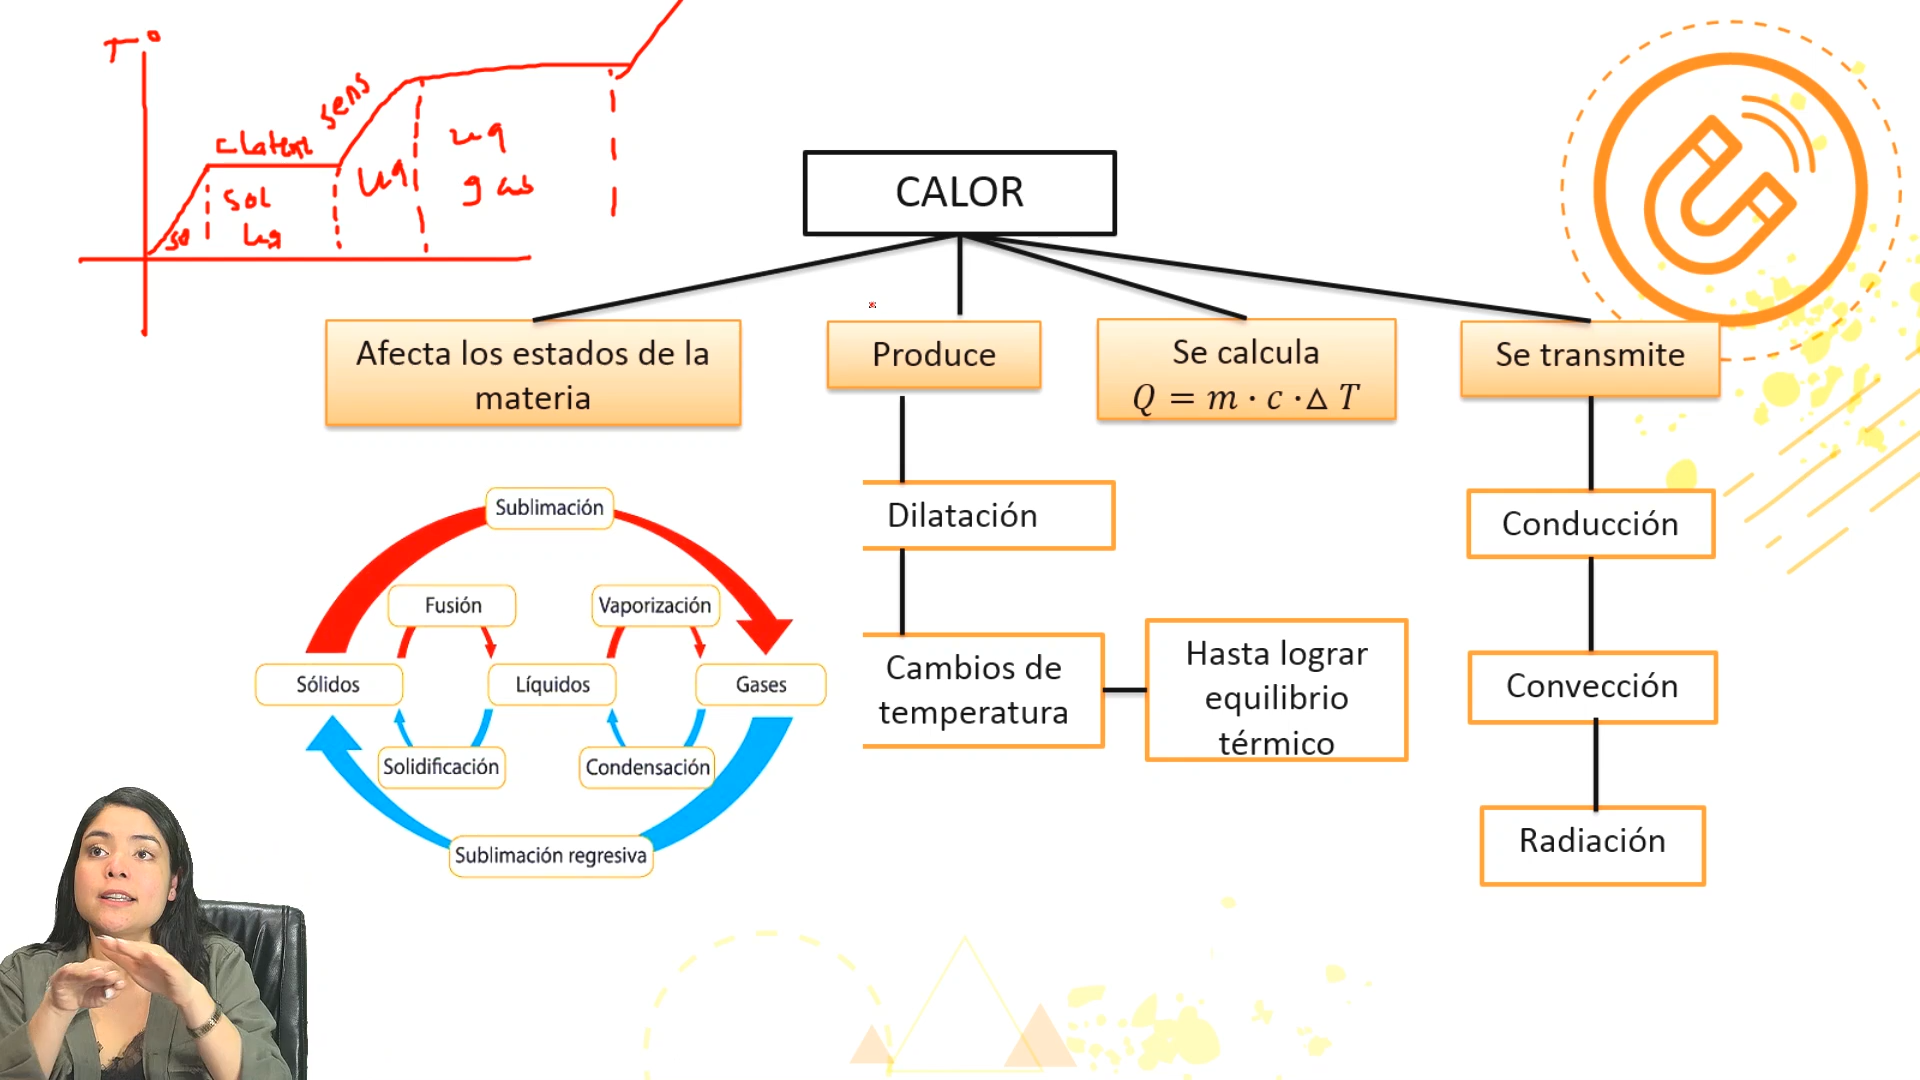 T°
C latente
sens
sol
liq
liq
liq
gas
CALOR
Afecta los estados de la
materia
Produce
Se calcula
Q = m · c · △ T
Se transmite
Sublimación
Dilatación
Conducción
Fusión
Vaporización
Sólidos
Líquidos
Gases
Cambios de
temperatura
Hasta lograr
equilibrio
térmico
Convección
Solidificación
Condensación
Sublimación regresiva
Radiación